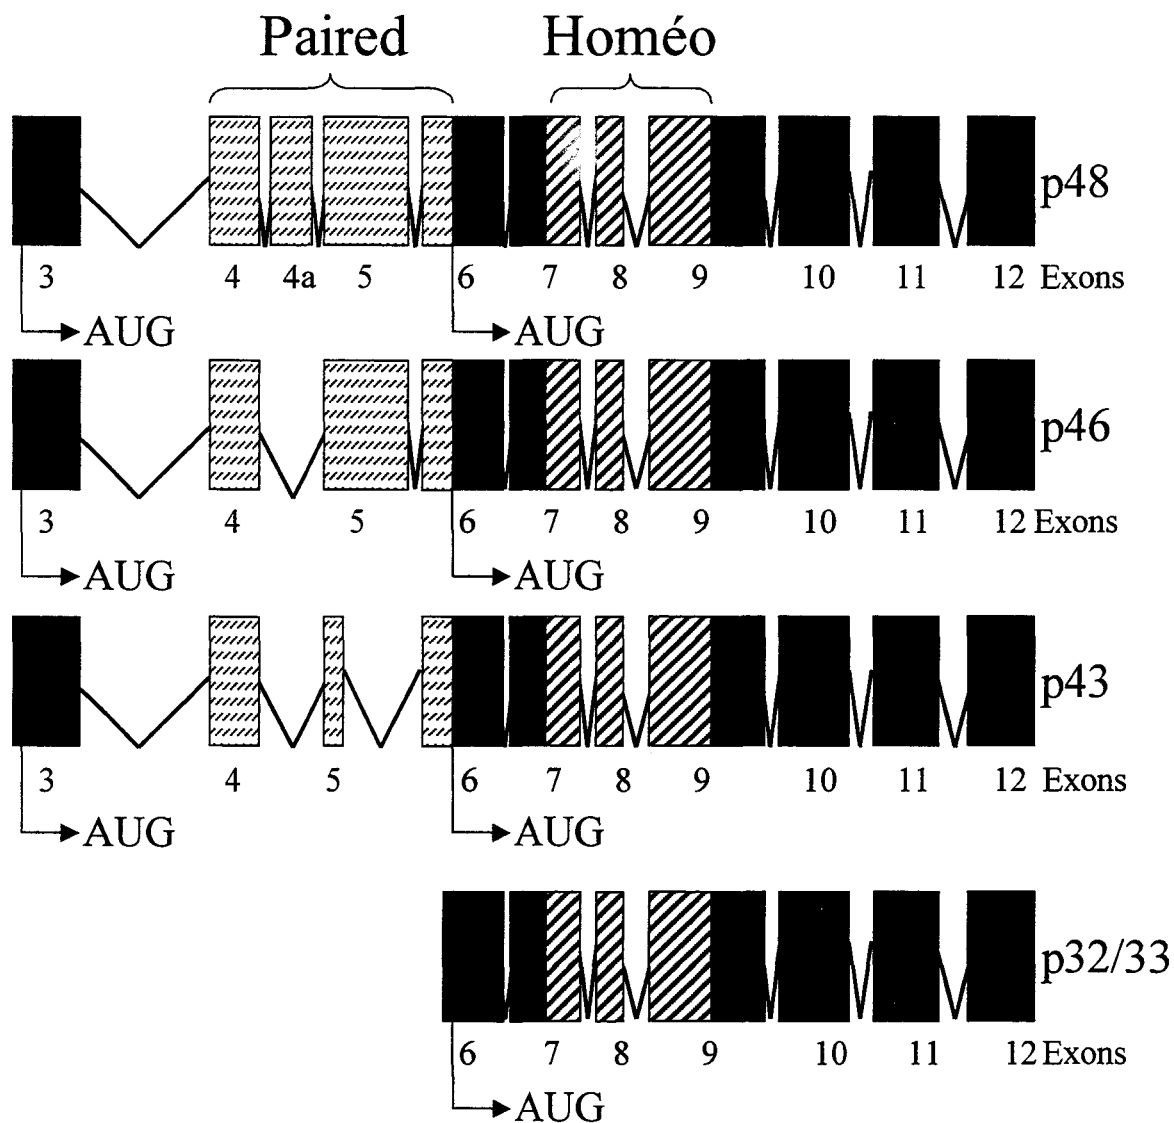 Paired Homéo
p48
3 4 4a 5 6 7 8 9 10 11 12 Exons
AUG AUG
p46
3 4 5 6 7 8 9 10 11 12 Exons
AUG AUG
p43
3 4 5 6 7 8 9 10 11 12 Exons
AUG AUG
p32/33
6 7 8 9 10 11 12 Exons
AUG